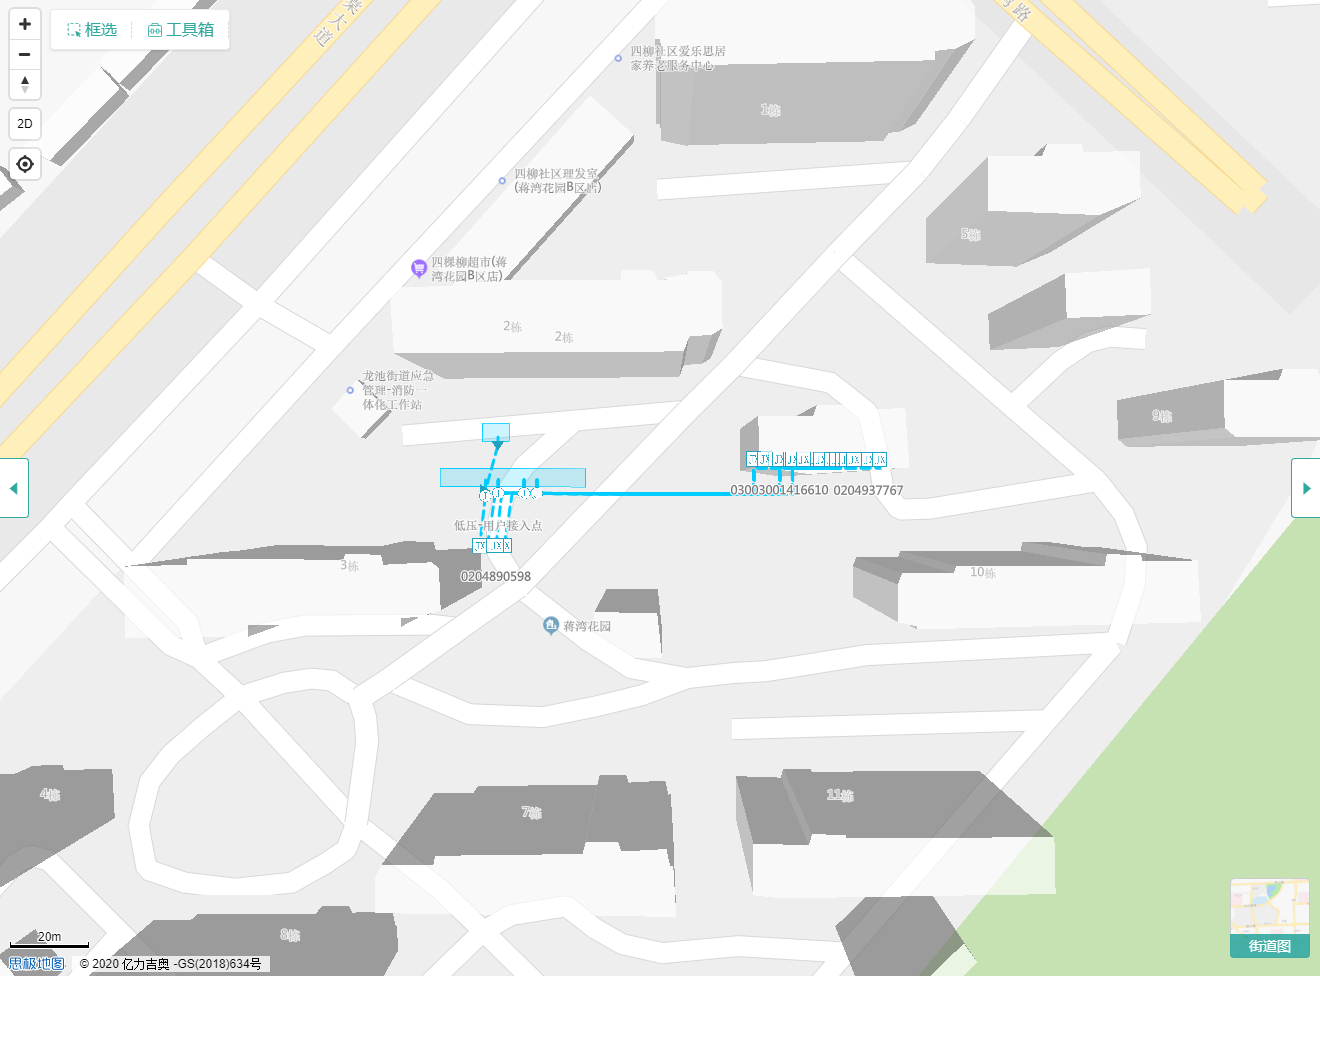 框选
工具箱
2D
大道
四柳社区爱乐恩居
家养老服务中心
1栋
四柳社区理发室
(蒋湾花园B区店)
5栋
四棵柳超市(蒋
湾花园B区店)
2栋
2栋
龙池街道应急
管理-消防一
体化工作站
9栋
03003001416610
0204937767
低压-用户接入点
3栋
0204890598
10栋
蒋湾花园
4栋
7栋
11栋
8栋
20m
思极地图
© 2020 亿力吉奥 -GS(2018)634号
街道图